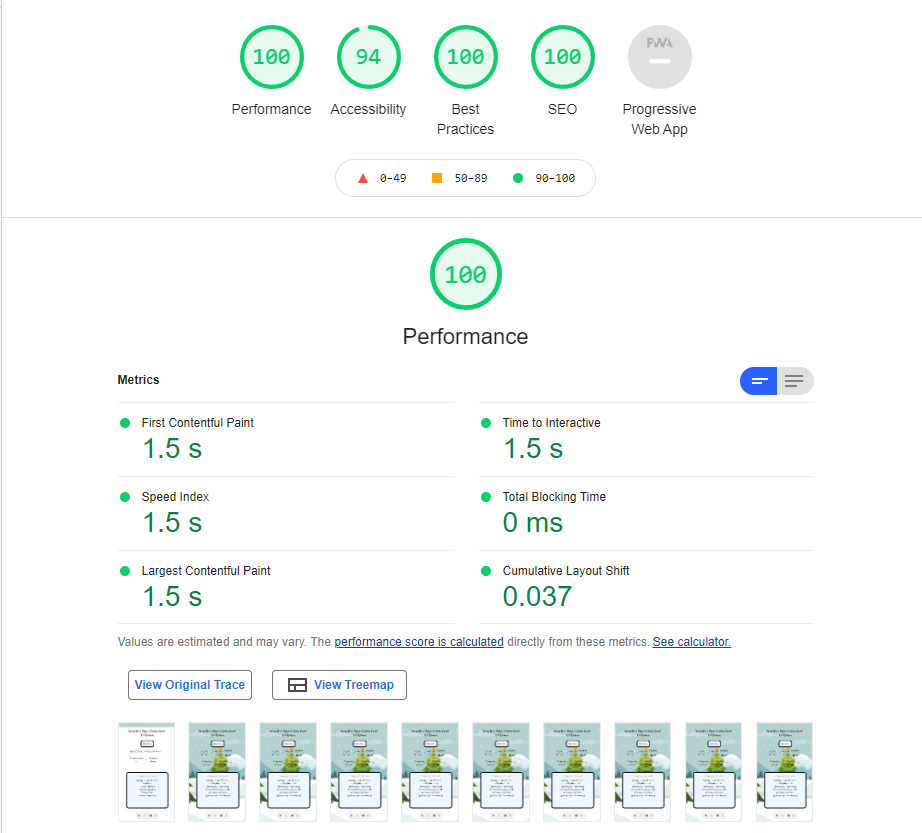 100 94 100 100 PWA
Performance Accessibility Best Practices SEO Progressive Web App
0–49 50–89 90–100
100
Performance
Metrics
First Contentful Paint
1.5 s
Time to Interactive
1.5 s
Speed Index
1.5 s
Total Blocking Time
0 ms
Largest Contentful Paint
1.5 s
Cumulative Layout Shift
0.037
Values are estimated and may vary. The performance score is calculated directly from these metrics. See calculator.
View Original Trace View Treemap